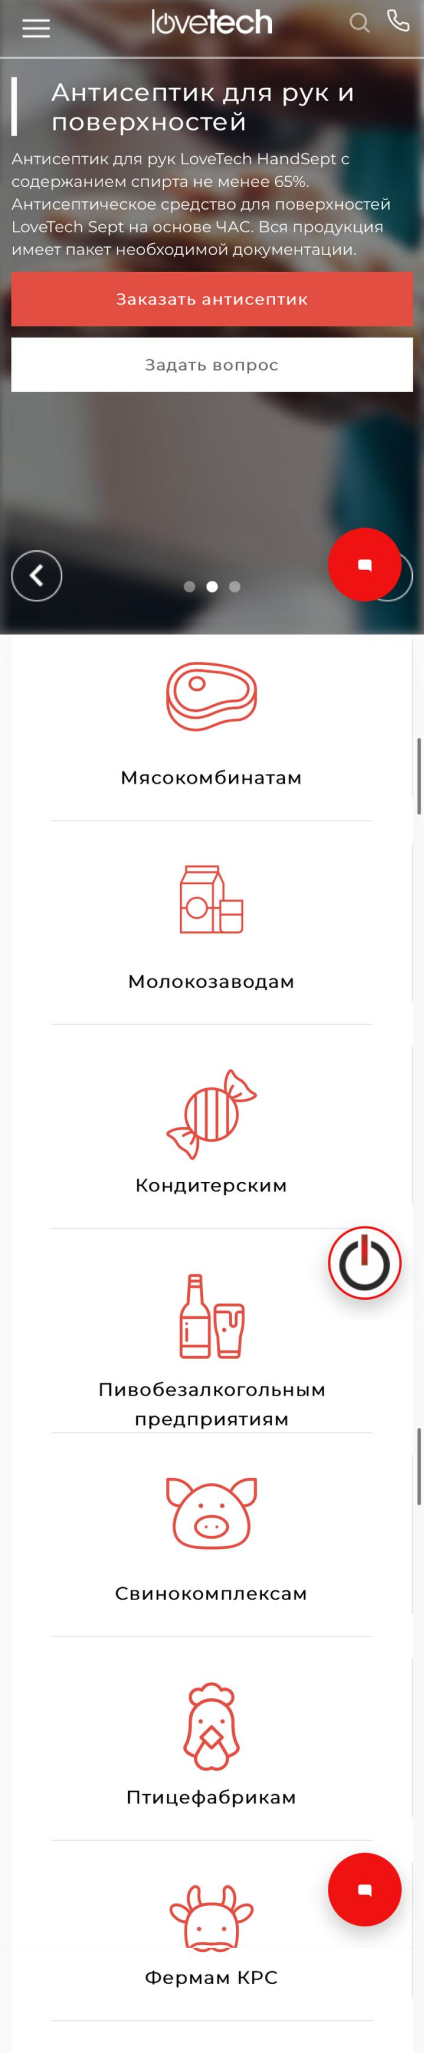 lovetech
Антисептик для рук и
поверхностей
Антисептик для рук LoveTech HandSept с
содержанием спирта не менее 65%.
Антисептическое средство для поверхностей
LoveTech Sept на основе ЧАС. Вся продукция
имеет пакет необходимой документации.
Заказать антисептик
Задать вопрос
Мясокомбинатам
Молокозаводам
Кондитерским
Пивобезалкогольным
предприятиям
Свинокомплексам
Птицефабрикам
Фермам КРС